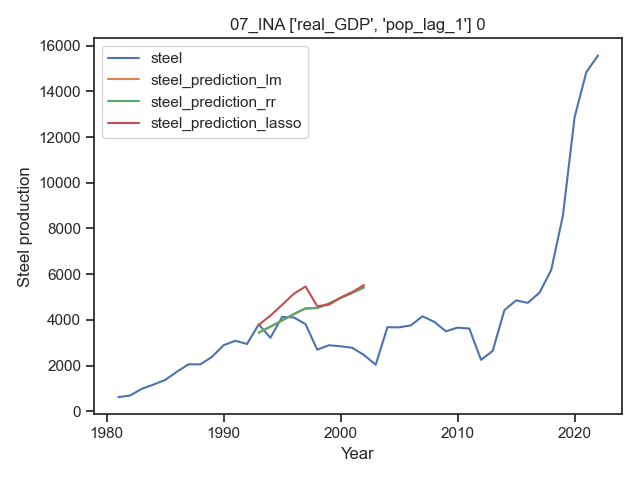 07_INA ['real_GDP', 'pop_lag_1'] 0
steel
steel_prediction_lm
steel_prediction_rr
steel_prediction_lasso
Steel production
16000
14000
12000
10000
8000
6000
4000
2000
0
1980
1990
2000
2010
2020
Year